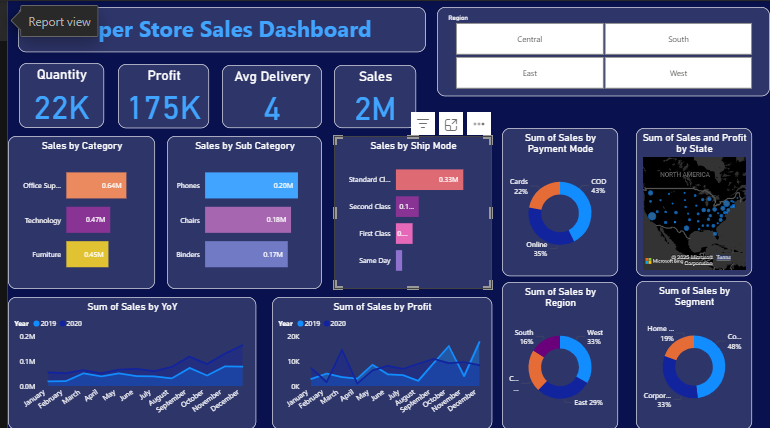 Report view
per Store Sales Dashboard
Region
Central
South
East
West
Quantity
22K
Profit
175K
Avg Delivery
4
Sales
2M
Sales by Category
Office Sup...
0.64M
Technology
0.47M
Furniture
0.45M
Sales by Sub Category
Phones
0.20M
Chairs
0.18M
Binders
0.17M
Sales by Ship Mode
Standard Cl...
0.33M
Second Class
0.1...
First Class
0....
Same Day
Sum of Sales by
Payment Mode
Cards
22%
COD
43%
Online
35%
Sum of Sales and Profit
by State
NORTH AMERICA
Microsoft Bing
© 2025 Microsoft
Corporation
Terms
Sum of Sales by YoY
Year 2019 2020
0.2M
0.1M
0.0M
January
February
March
April
May
June
July
August
September
October
November
December
Sum of Sales by Profit
Year 2019 2020
20K
10K
0K
January
February
March
April
May
June
July
August
September
October
November
December
Sum of Sales by
Region
South
16%
West
33%
C...
...
East 29%
Sum of Sales by
Segment
Home ...
19%
Co...
48%
Corpor...
33%